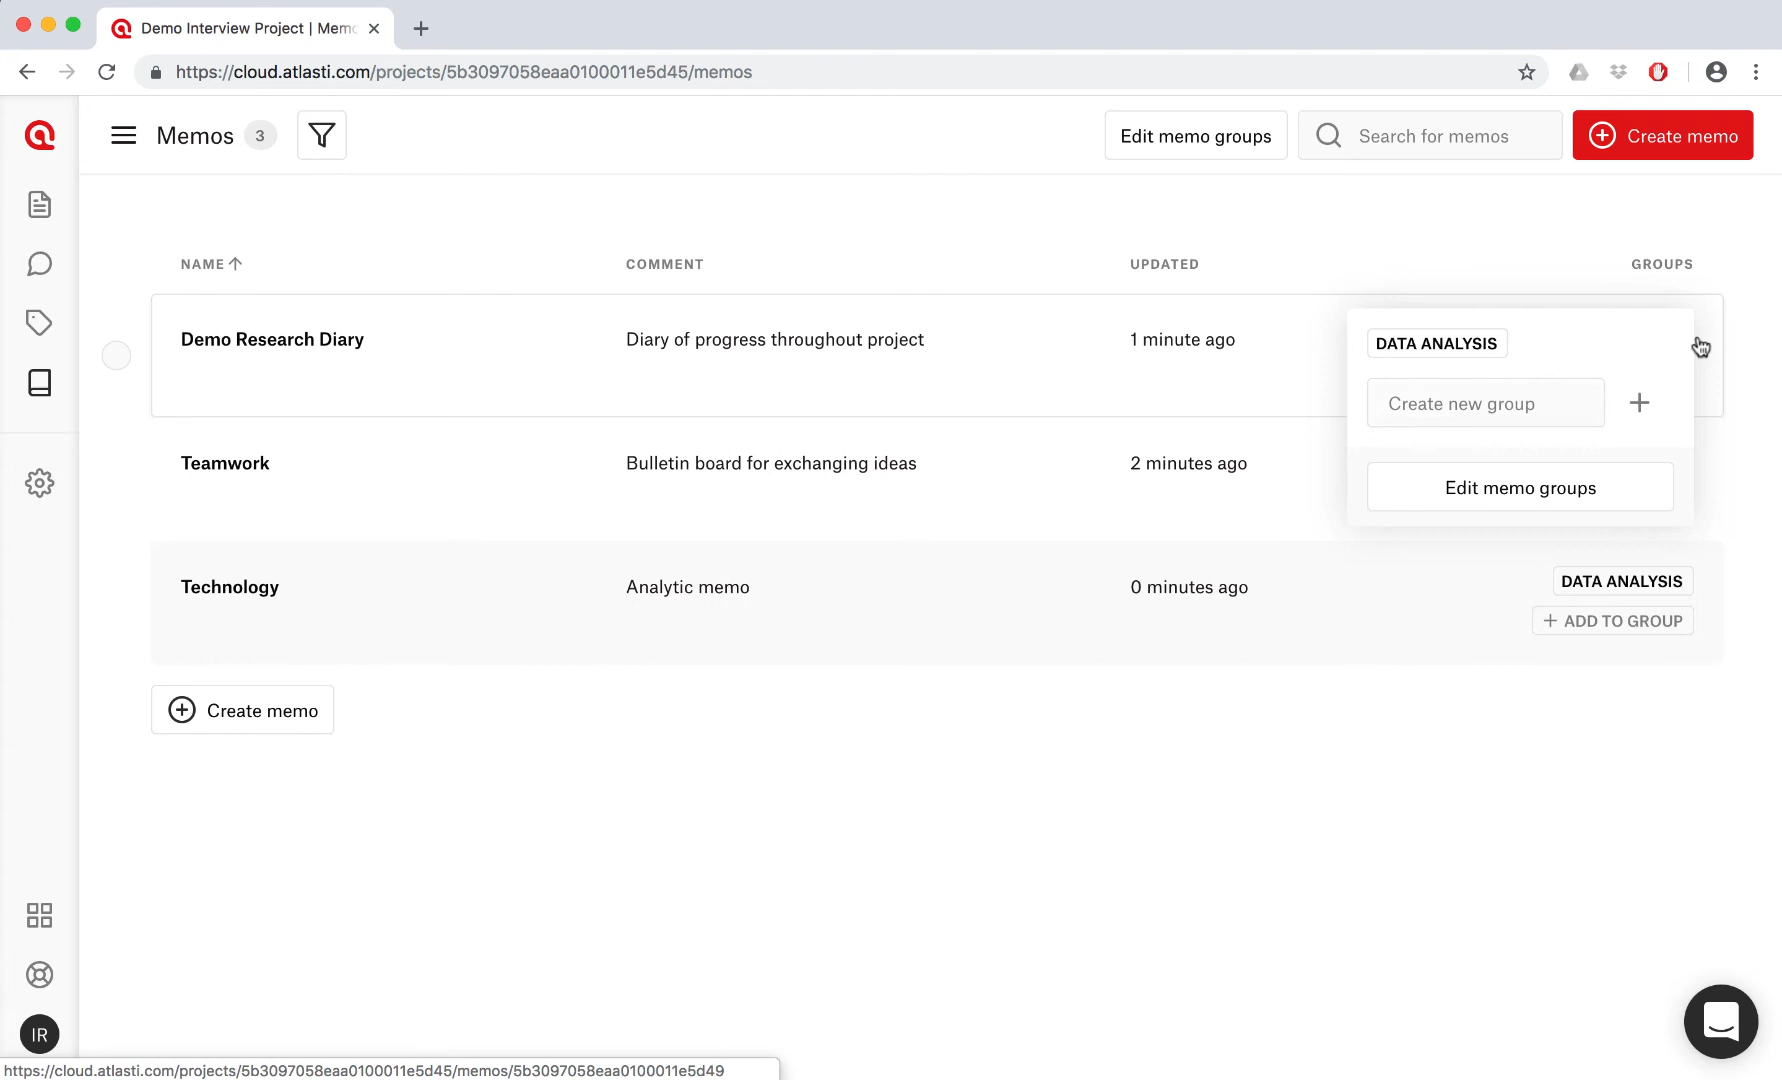 Demo Interview Project | Memo
https://cloud.atlasti.com/projects/5b3097058eaa0100011e5d45/memos
Memos 3
Edit memo groups
Search for memos
Create memo
NAME
COMMENT
UPDATED
GROUPS
Demo Research Diary
Diary of progress throughout project
1 minute ago
DATA ANALYSIS
Create new group
Edit memo groups
Teamwork
Bulletin board for exchanging ideas
2 minutes ago
Technology
Analytic memo
0 minutes ago
DATA ANALYSIS
+ ADD TO GROUP
Create memo
IR
https://cloud.atlasti.com/projects/5b3097058eaa0100011e5d45/memos/5b3097058eaa0100011e5d49